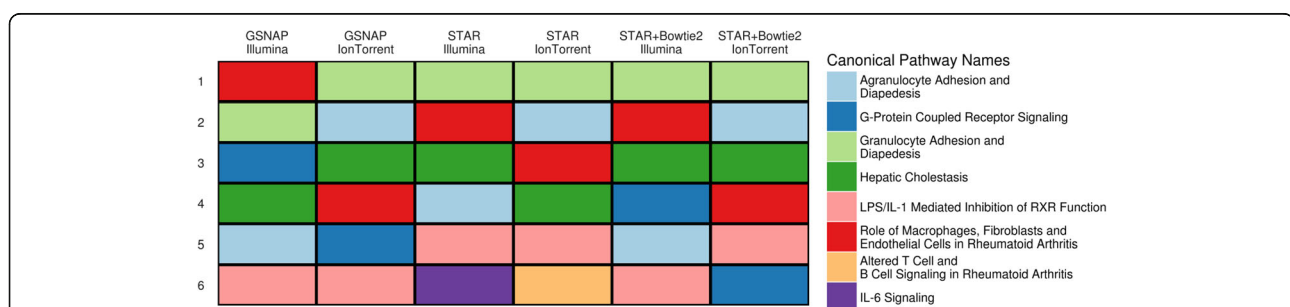 GSNAP GSNAP STAR STAR STAR+Bowtie2 STAR+Bowtie2
Illumina IonTorrent Illumina IonTorrent Illumina IonTorrent
1
2
3
4
5
6
Canonical Pathway Names
Agranulocyte Adhesion and
Diapedesis
G-Protein Coupled Receptor Signaling
Granulocyte Adhesion and
Diapedesis
Hepatic Cholestasis
LPS/IL-1 Mediated Inhibition of RXR Function
Role of Macrophages, Fibroblasts and
Endothelial Cells in Rheumatoid Arthritis
Altered T Cell and
B Cell Signaling in Rheumatoid Arthritis
IL-6 Signaling